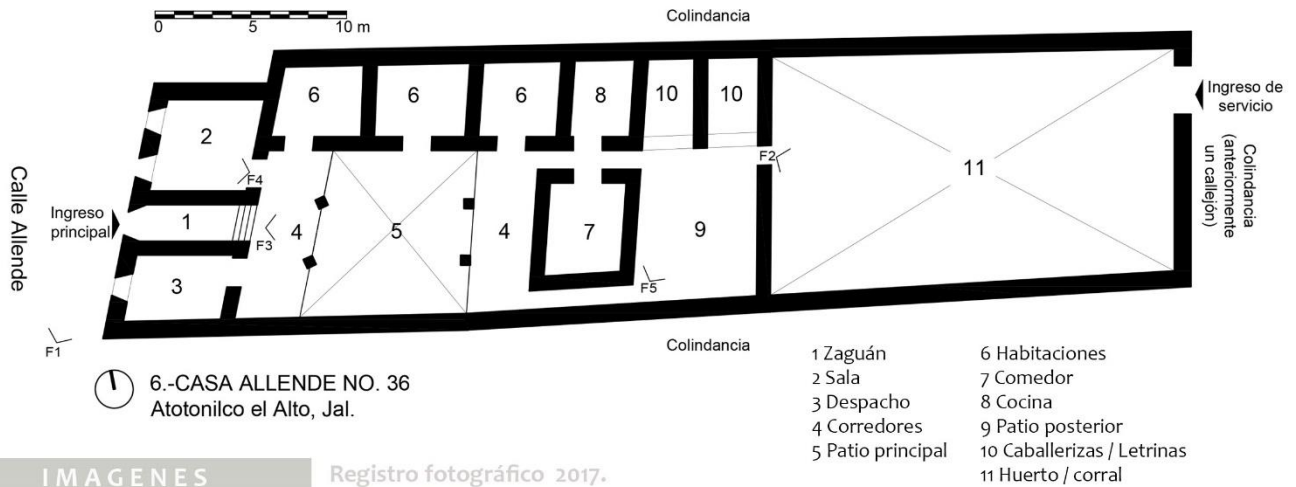 0 5 10 m
Colindancia
6
6
6
8
10
10
2
Ingreso de
servicio
F4
F2
11
Calle Allende
Ingreso
principal
1
4
5
4
7
9
Colindancia
(anteriormente
un callejón)
F3
3
F5
F1
Colindancia
6.-CASA ALLENDE NO. 36
Atotonilco el Alto, Jal.
1 Zaguán
2 Sala
3 Despacho
4 Corredores
5 Patio principal
6 Habitaciones
7 Comedor
8 Cocina
9 Patio posterior
10 Caballerizas / Letrinas
11 Huerto / corral
IMAGENES
Registro fotográfico 2017.